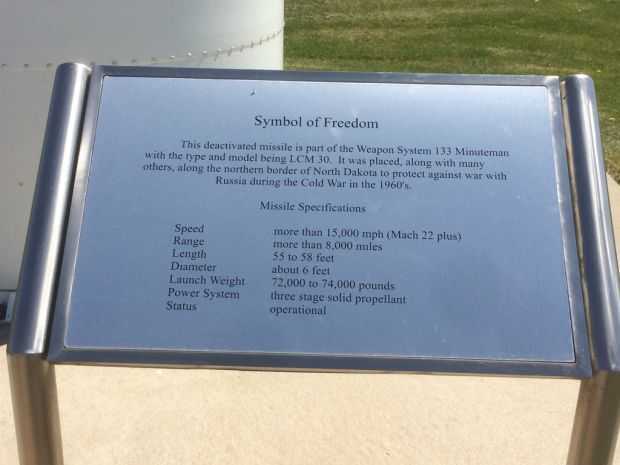 Symbol of Freedom
This deactivated missile is part of the Weapon System 133 Minuteman
with the type and model being LCM 30. It was placed, along with many
others, along the northern border of North Dakota to protect against war with
Russia during the Cold War in the 1960's.
Missile Specifications
Speed more than 15,000 mph (Mach 22 plus)
Range more than 8,000 miles
Length 55 to 58 feet
Diameter about 6 feet
Launch Weight 72,000 to 74,000 pounds
Power System three stage solid propellant
Status operational